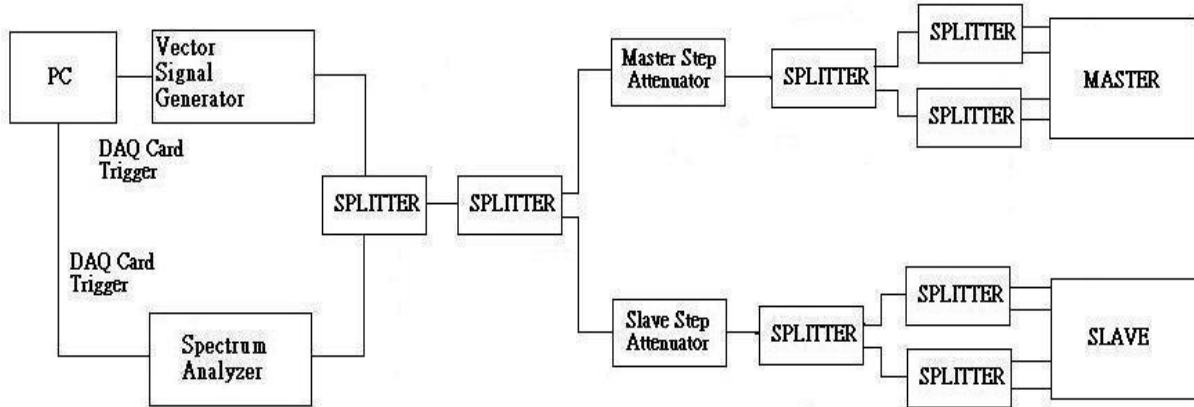 PC
Vector
Signal
Generator
DAQ Card
Trigger
DAQ Card
Trigger
Spectrum
Analyzer
SPLITTER
SPLITTER
Master Step
Attenuator
SPLITTER
SPLITTER
SPLITTER
MASTER
Slave Step
Attenuator
SPLITTER
SPLITTER
SPLITTER
SLAVE